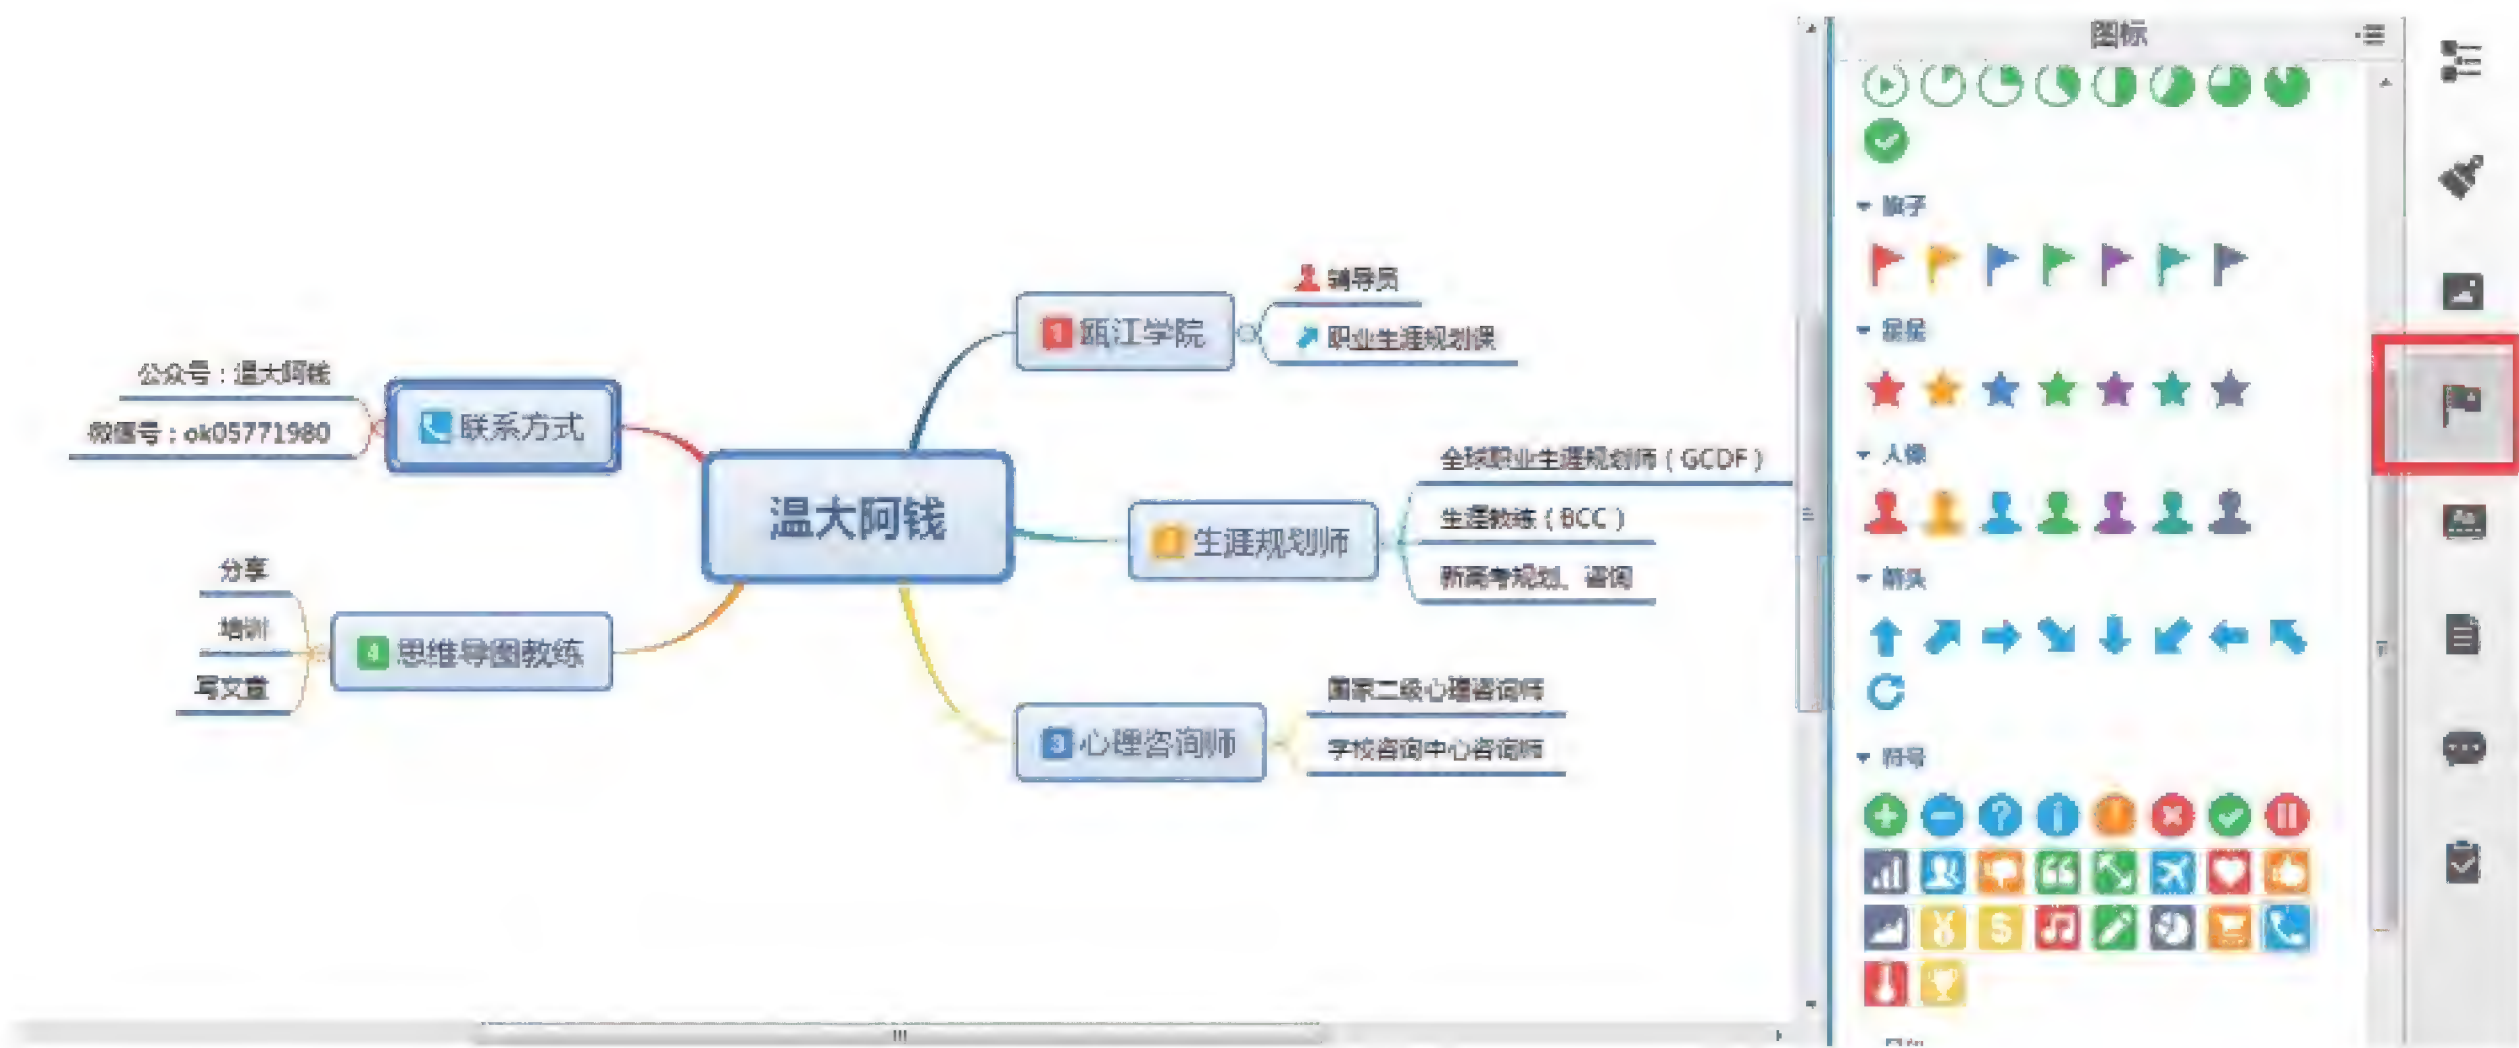 图标
旗子
星星
人像
箭头
符号
温大阿钱
1 瓯江学院
辅导员
职业生涯规划课
生涯规划师
全球职业生涯规划师（GCDF）
生涯教练（BCC）
新高考规划、咨询
3 心理咨询师
国家二级心理咨询师
学校咨询中心咨询师
4 思维导图教练
分享
培训
写文章
联系方式
公众号：温大阿钱
微信号：ok05771980